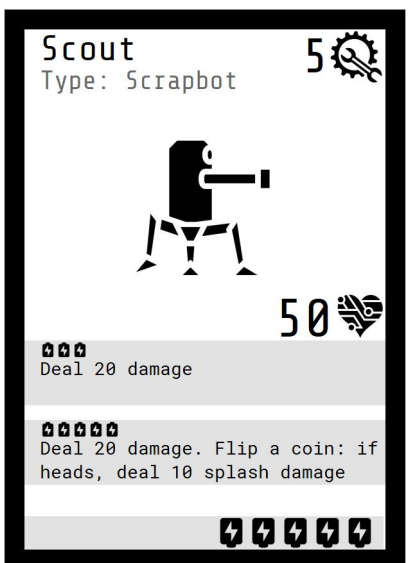 Scout
5
Type: Scrapbot
50
Deal 20 damage
Deal 20 damage. Flip a coin: if
heads, deal 10 splash damage